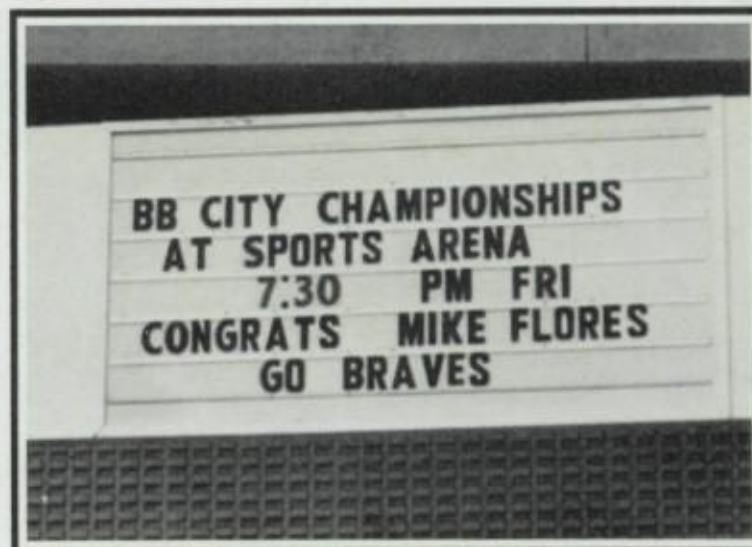 BB CITY CHAMPIONSHIPS
AT SPORTS ARENA
7:30 PM FRI
CONGRATS MIKE FLORES
GO BRAVES